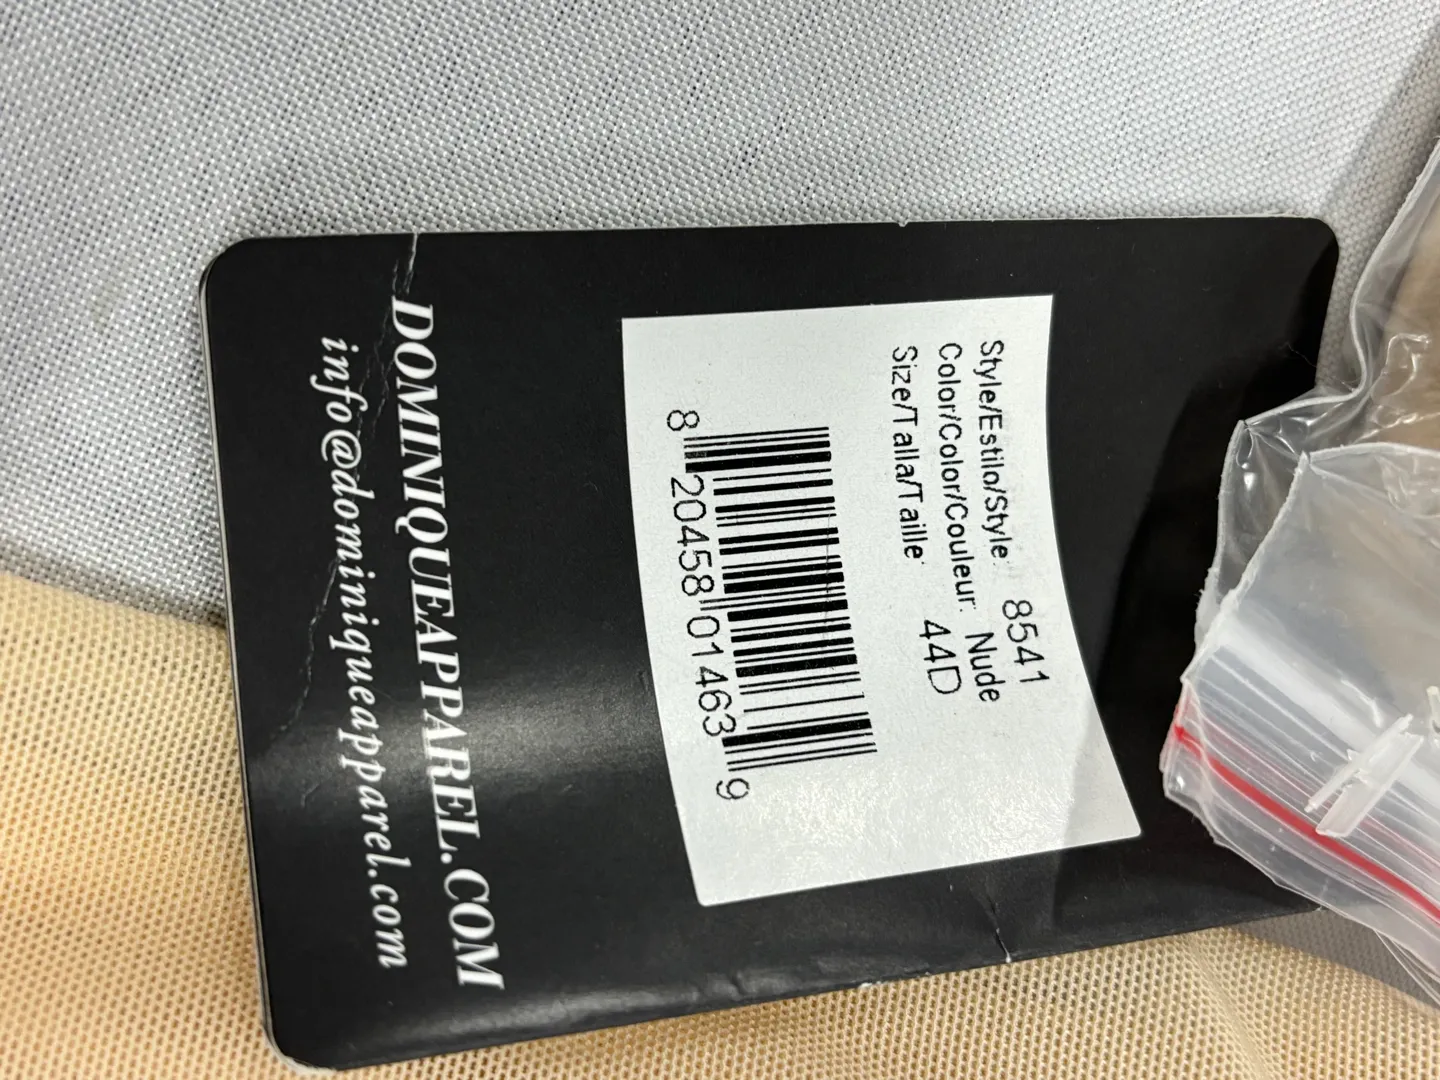 Style/Estilo/Style: 8541
Color/Color/Couleur: Nude
Size/Talla/Taille: 44D
8 20458 01463 9
DOMINIQUEAPPAREL.COM
info@dominiqueapparel.com